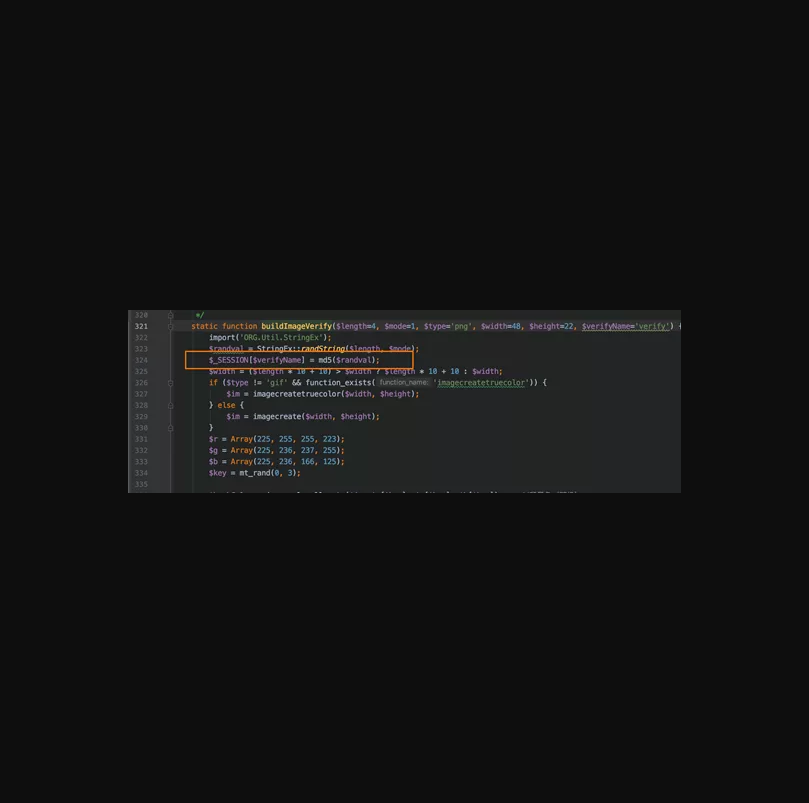 320 */
321 static function buildImageVerify($length=4, $mode=1, $type='png', $width=48, $height=22, $verifyName='verify') {
322 import('ORG.Util.StringEx');
323 $randval = StringEx::randString($length, $mode);
324 $_SESSION[$verifyName] = md5($randval);
325 $width = ($length * 10 + 10) > $width ? $length * 10 + 10 : $width;
326 if ($type != 'gif' && function_exists( function_name: 'imagecreatetruecolor')) {
327 $im = imagecreatetruecolor($width, $height);
328 } else {
329 $im = imagecreate($width, $height);
330 }
331 $r = Array(225, 255, 255, 223);
332 $g = Array(225, 236, 237, 255);
333 $b = Array(225, 236, 166, 125);
334 $key = mt_rand(0, 3);
335